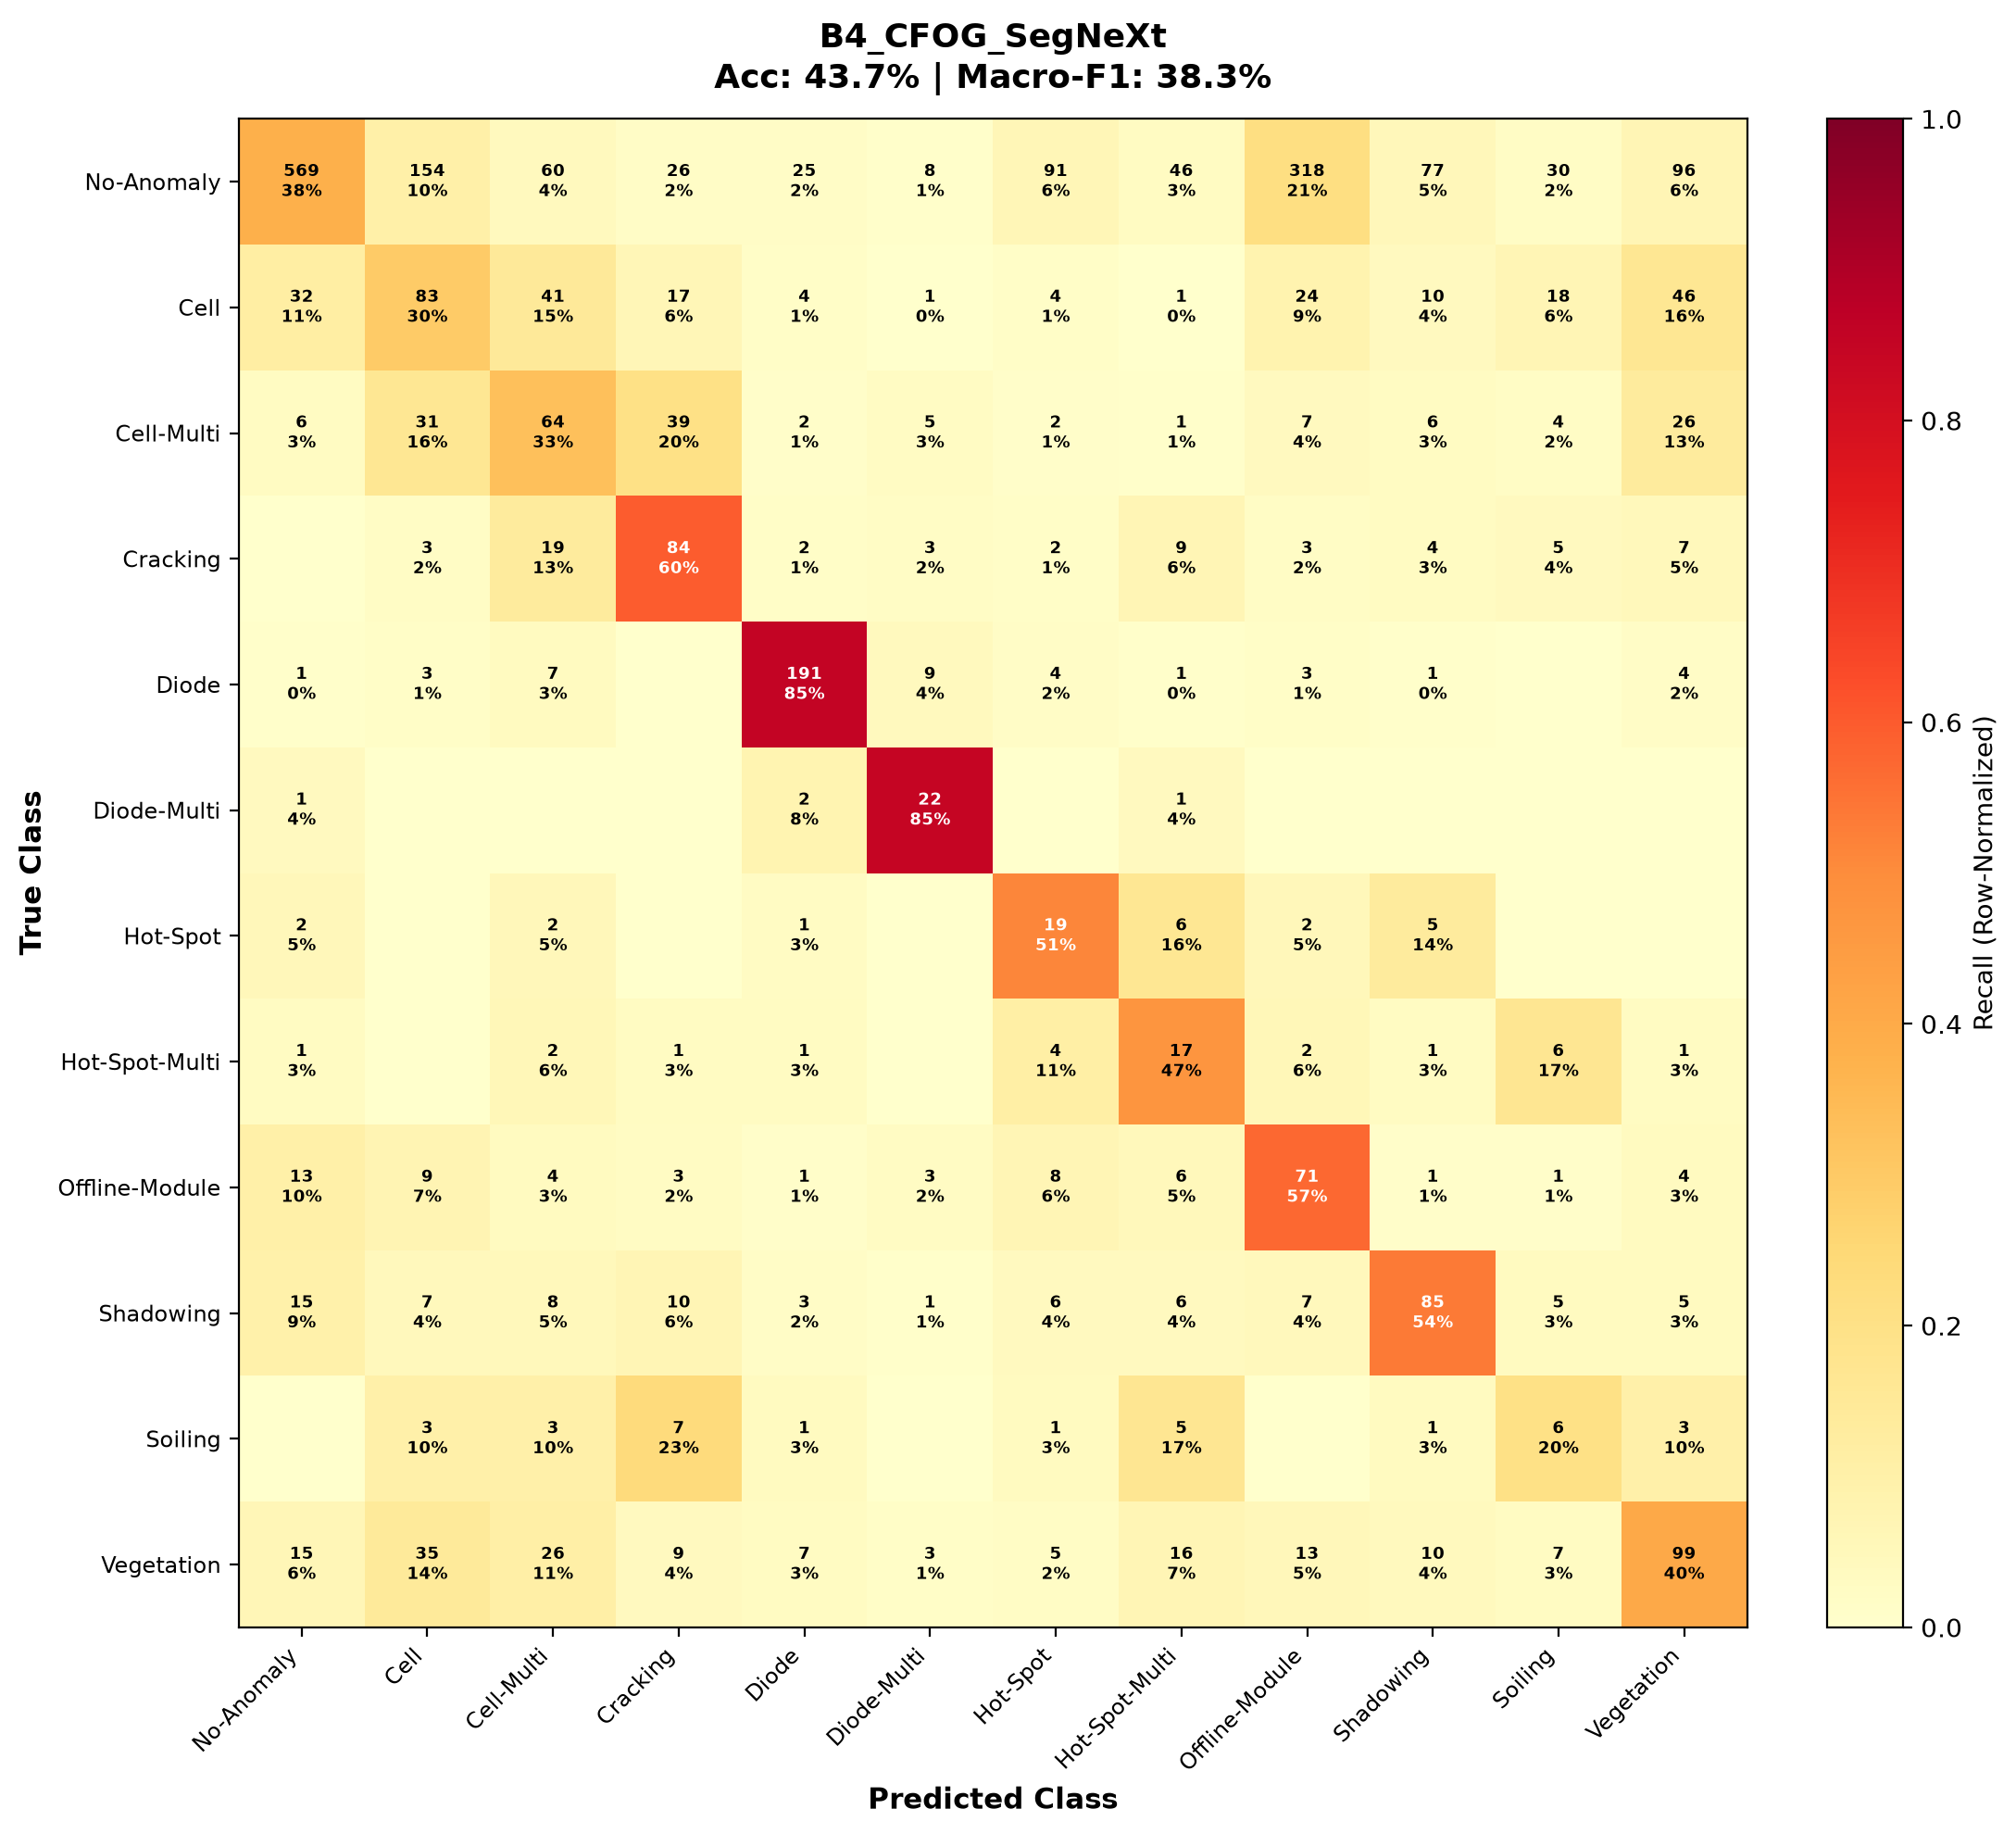 B4_CFOG_SegNeXt
Acc: 43.7% | Macro-F1: 38.3%
No-Anomaly
569 154 60 26 25 8 91 46 318 77 30 96
38% 10% 4% 2% 2% 1% 6% 3% 21% 5% 2% 6%
Cell
32 83 41 17 4 1 4 1 24 10 18 46
11% 30% 15% 6% 1% 0% 1% 0% 9% 4% 6% 16%
Cell-Multi
6 31 64 39 2 5 2 1 7 6 4 26
3% 16% 33% 20% 1% 3% 1% 1% 4% 3% 2% 13%
Cracking
3 19 84 2 3 2 9 3 4 5 7
2% 13% 60% 1% 2% 1% 6% 2% 3% 4% 5%
Diode
1 3 7 191 9 4 1 3 1 4
0% 1% 3% 85% 4% 2% 0% 1% 0% 2%
Diode-Multi
1 2 22 1
4% 8% 85% 4%
Hot-Spot
2 2 1 19 6 2 5
5% 5% 3% 51% 16% 5% 14%
Hot-Spot-Multi
1 2 1 1 4 17 2 1 6 1
3% 6% 3% 3% 11% 47% 6% 3% 17% 3%
Offline-Module
13 9 4 3 1 3 8 6 71 1 1 4
10% 7% 3% 2% 1% 2% 6% 5% 57% 1% 1% 3%
Shadowing
15 7 8 10 3 1 6 6 7 85 5 5
9% 4% 5% 6% 2% 1% 4% 4% 4% 54% 3% 3%
Soiling
3 3 7 1 1 5 1 6 3
10% 10% 23% 3% 3% 17% 3% 20% 10%
Vegetation
15 35 26 9 7 3 5 16 13 10 7 99
6% 14% 11% 4% 3% 1% 2% 7% 5% 4% 3% 40%
No-Anomaly
Cell
Cell-Multi
Cracking
Diode
Diode-Multi
Hot-Spot
Hot-Spot-Multi
Offline-Module
Shadowing
Soiling
Vegetation
Predicted Class
True Class
1.0
0.8
0.6
0.4
0.2
0.0
Recall (Row-Normalized)